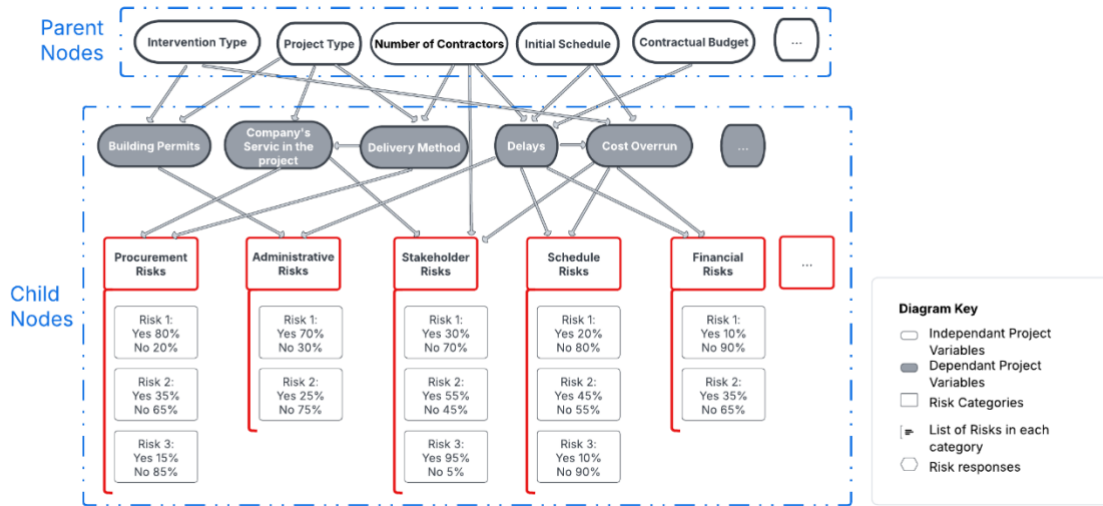 Parent
Nodes
Intervention Type
Project Type
Number of Contractors
Initial Schedule
Contractual Budget
...
Building Permits
Company's
Servic in the
project
Delivery Method
Delays
Cost Overrun
...
Child
Nodes
Procurement
Risks
Administrative
Risks
Stakeholder
Risks
Schedule
Risks
Financial
Risks
...
Risk 1:
Yes 80%
No 20%
Risk 1:
Yes 70%
No 30%
Risk 1:
Yes 30%
No 70%
Risk 1:
Yes 20%
No 80%
Risk 1:
Yes 10%
No 90%
Risk 2:
Yes 35%
No 65%
Risk 2:
Yes 25%
No 75%
Risk 2:
Yes 55%
No 45%
Risk 2:
Yes 45%
No 55%
Risk 2:
Yes 35%
No 65%
Risk 3:
Yes 15%
No 85%
Risk 3:
Yes 95%
No 5%
Risk 3:
Yes 10%
No 90%
Diagram Key
Independant Project
Variables
Dependant Project
Variables
Risk Categories
List of Risks in each
category
Risk responses